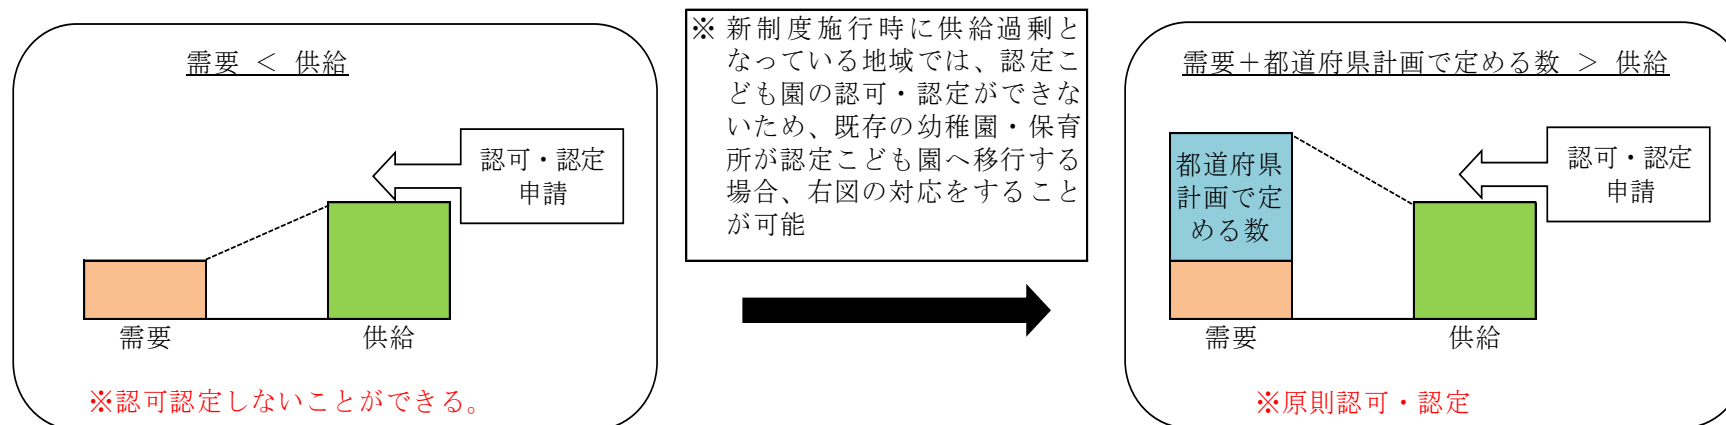 需要 ＜ 供給
認可・認定
申請
需要
供給
※認可認定しないことができる。
※ 新制度施行時に供給過剰と
なっている地域では、認定こ
ども園の認可・認定ができな
いため、既存の幼稚園・保育
所が認定こども園へ移行する
場合、右図の対応をすること
が可能
需要＋都道府県計画で定める数 ＞ 供給
都道府県
計画で定
める数
認可・認定
申請
需要
供給
※原則認可・認定